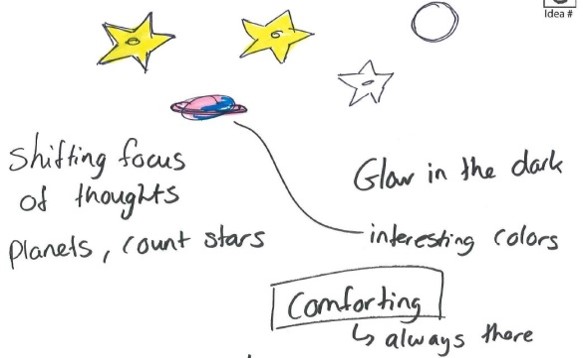 Idea #
Shifting focus
of thoughts
planets, count stars
Glow in the dark
interesting colors
Comforting
↳ always there